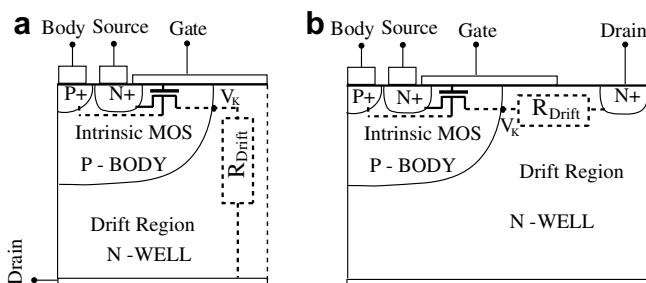 a
Body Source Gate
P+ N+
V_K
Intrinsic MOS
P - BODY
R_Drift
Drift Region
N -WELL
Drain
b
Body Source Gate Drain
P+ N+ N+
V_K
R_Drift
Intrinsic MOS
P - BODY
Drift Region
N -WELL